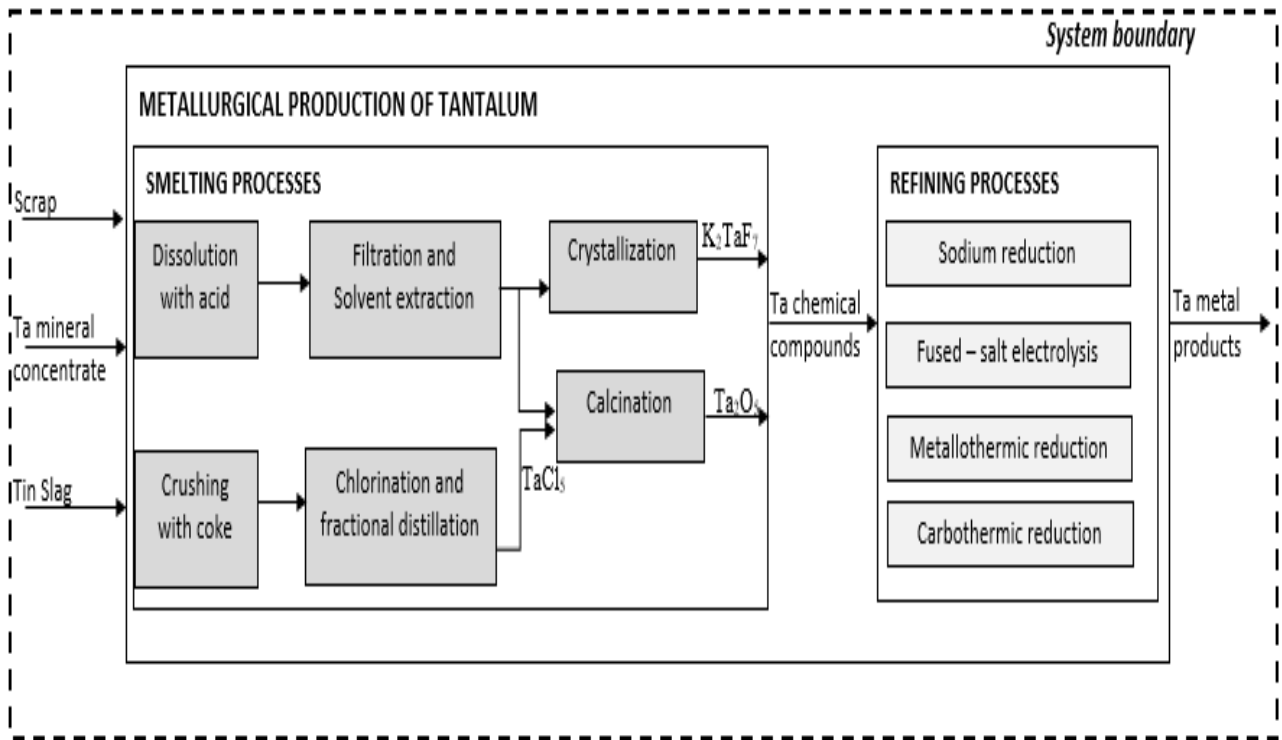 System boundary
METALLURGICAL PRODUCTION OF TANTALUM
SMELTING PROCESSES
REFINING PROCESSES
Scrap
Ta mineral
concentrate
Tin Slag
Dissolution
with acid
Filtration and
Solvent extraction
Crystallization
K₂TaF₇
Calcination
Ta₂O₅
Crushing
with coke
Chlorination and
fractional distillation
TaCl₅
Ta chemical
compounds
Sodium reduction
Fused – salt electrolysis
Metallothermic reduction
Carbothermic reduction
Ta metal
products